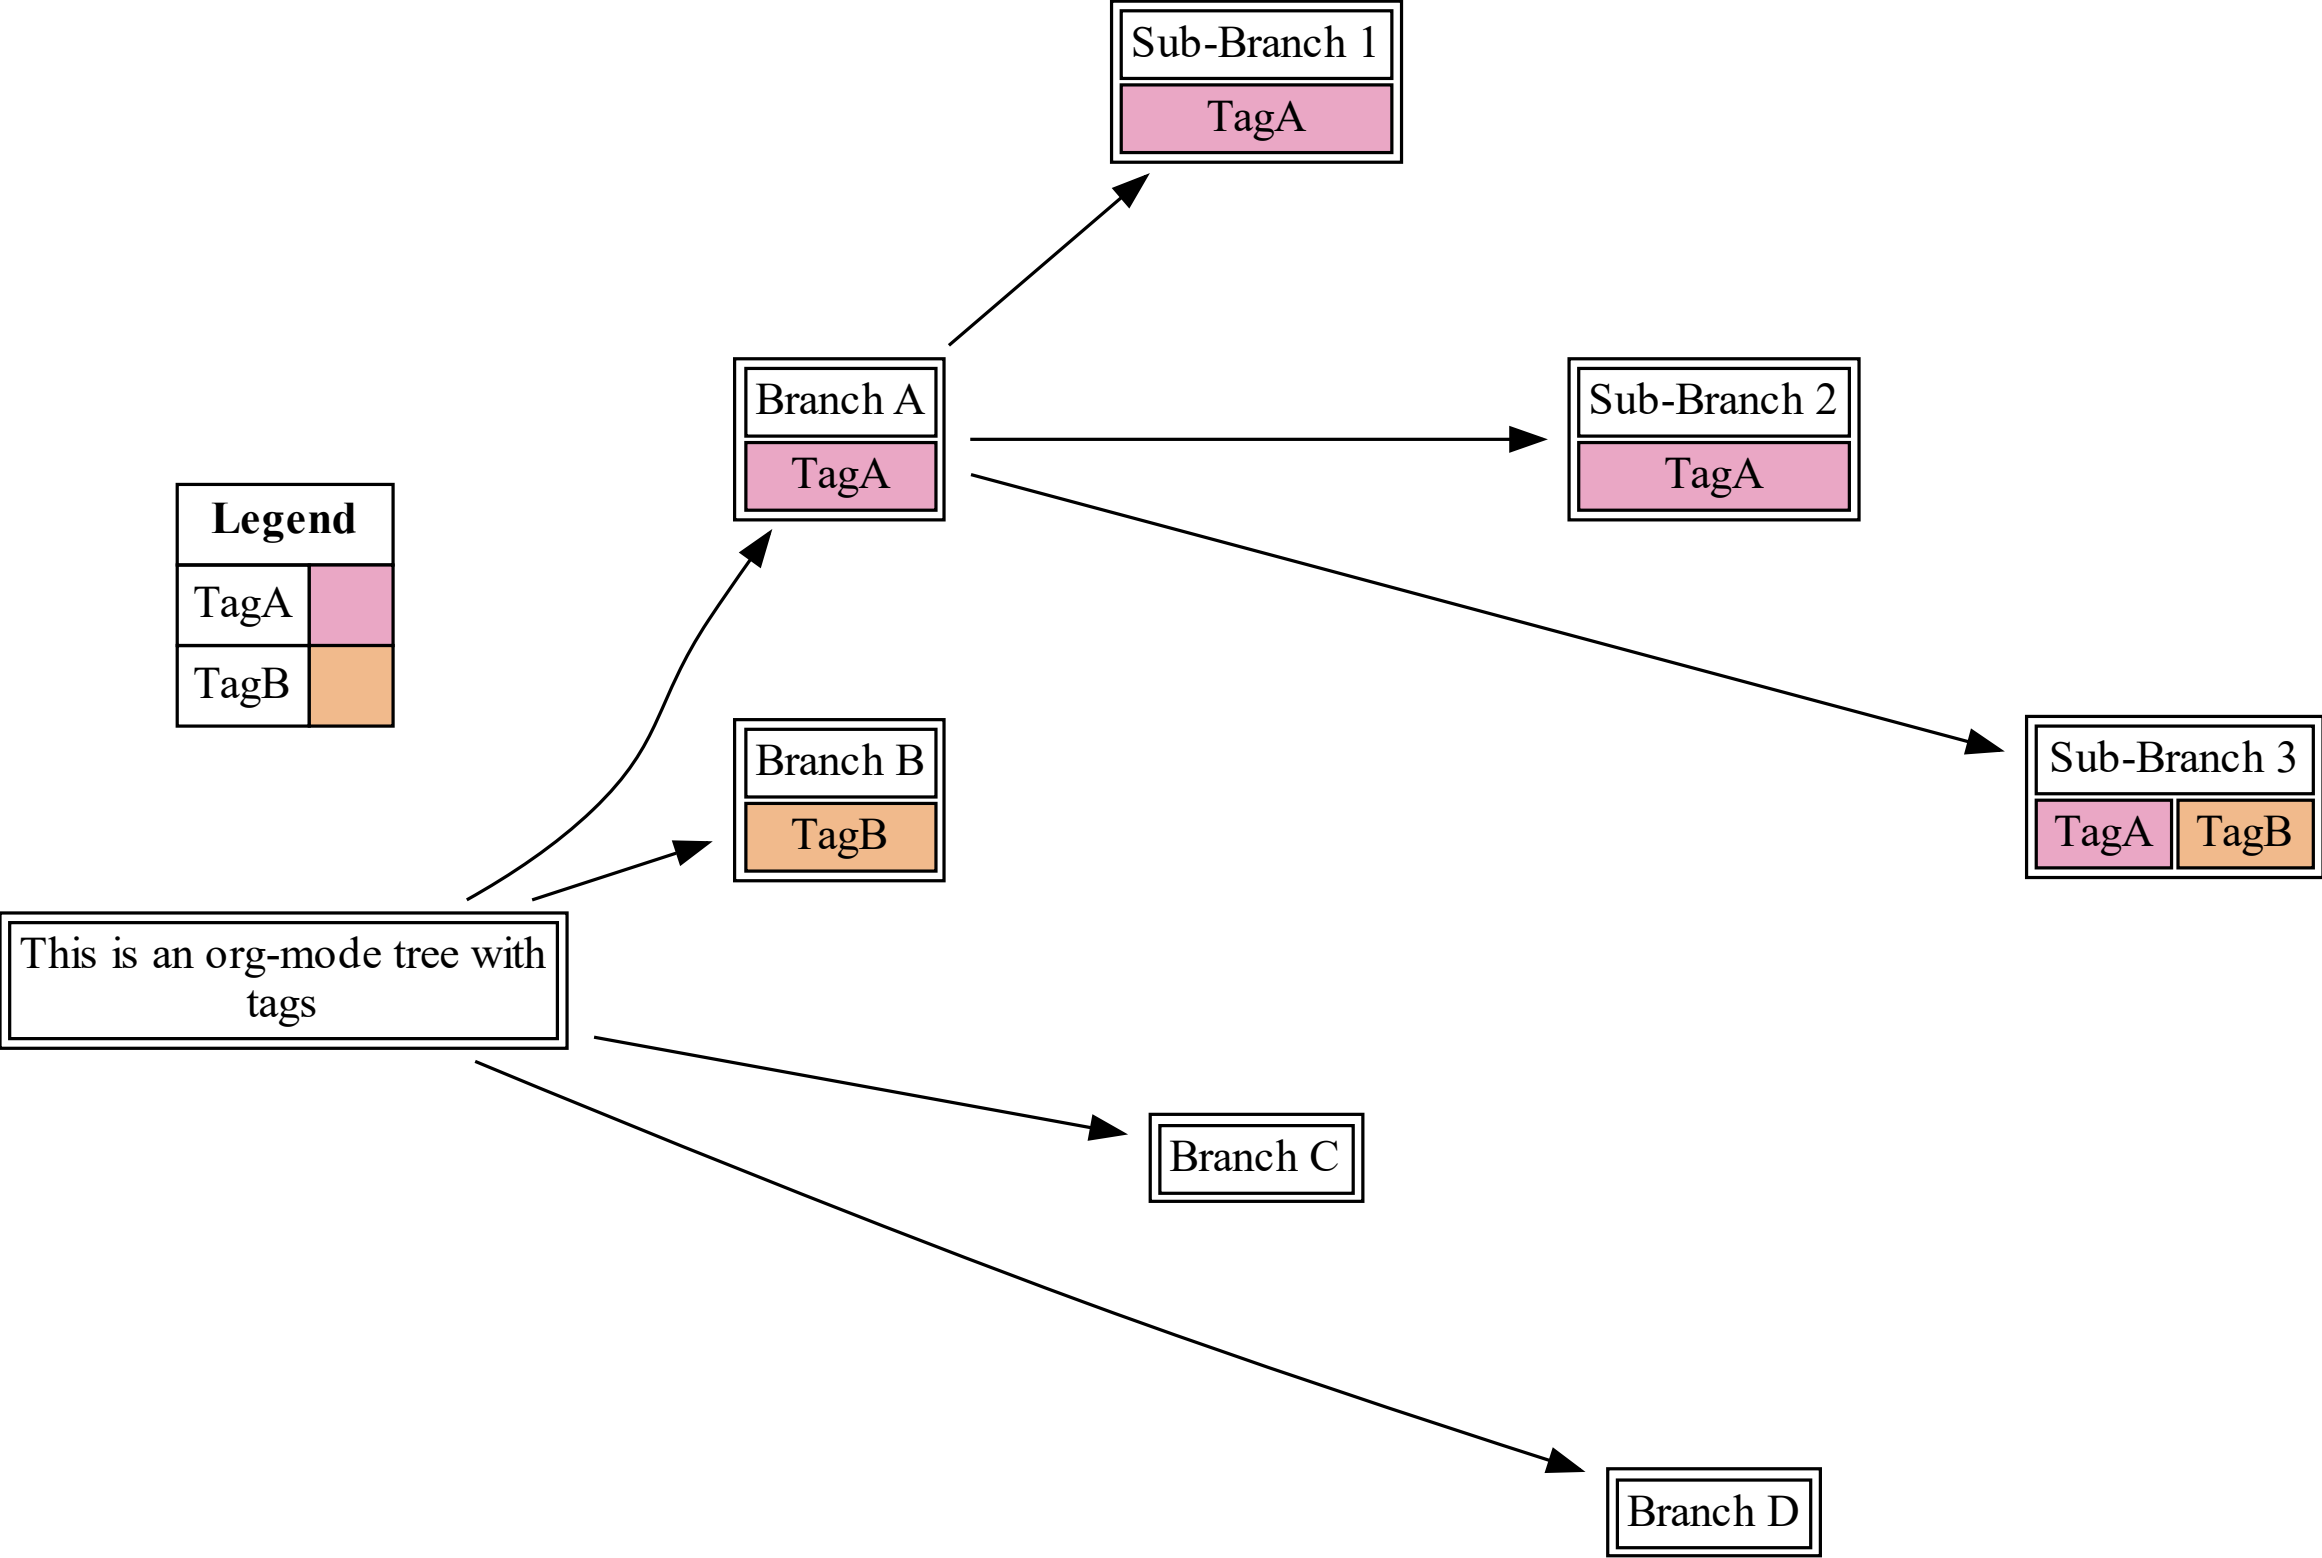 Sub-Branch 1
TagA
Branch A
TagA
Sub-Branch 2
TagA
Legend
TagA
TagB
Branch B
TagB
Sub-Branch 3
TagA TagB
This is an org-mode tree with
tags
Branch C
Branch D